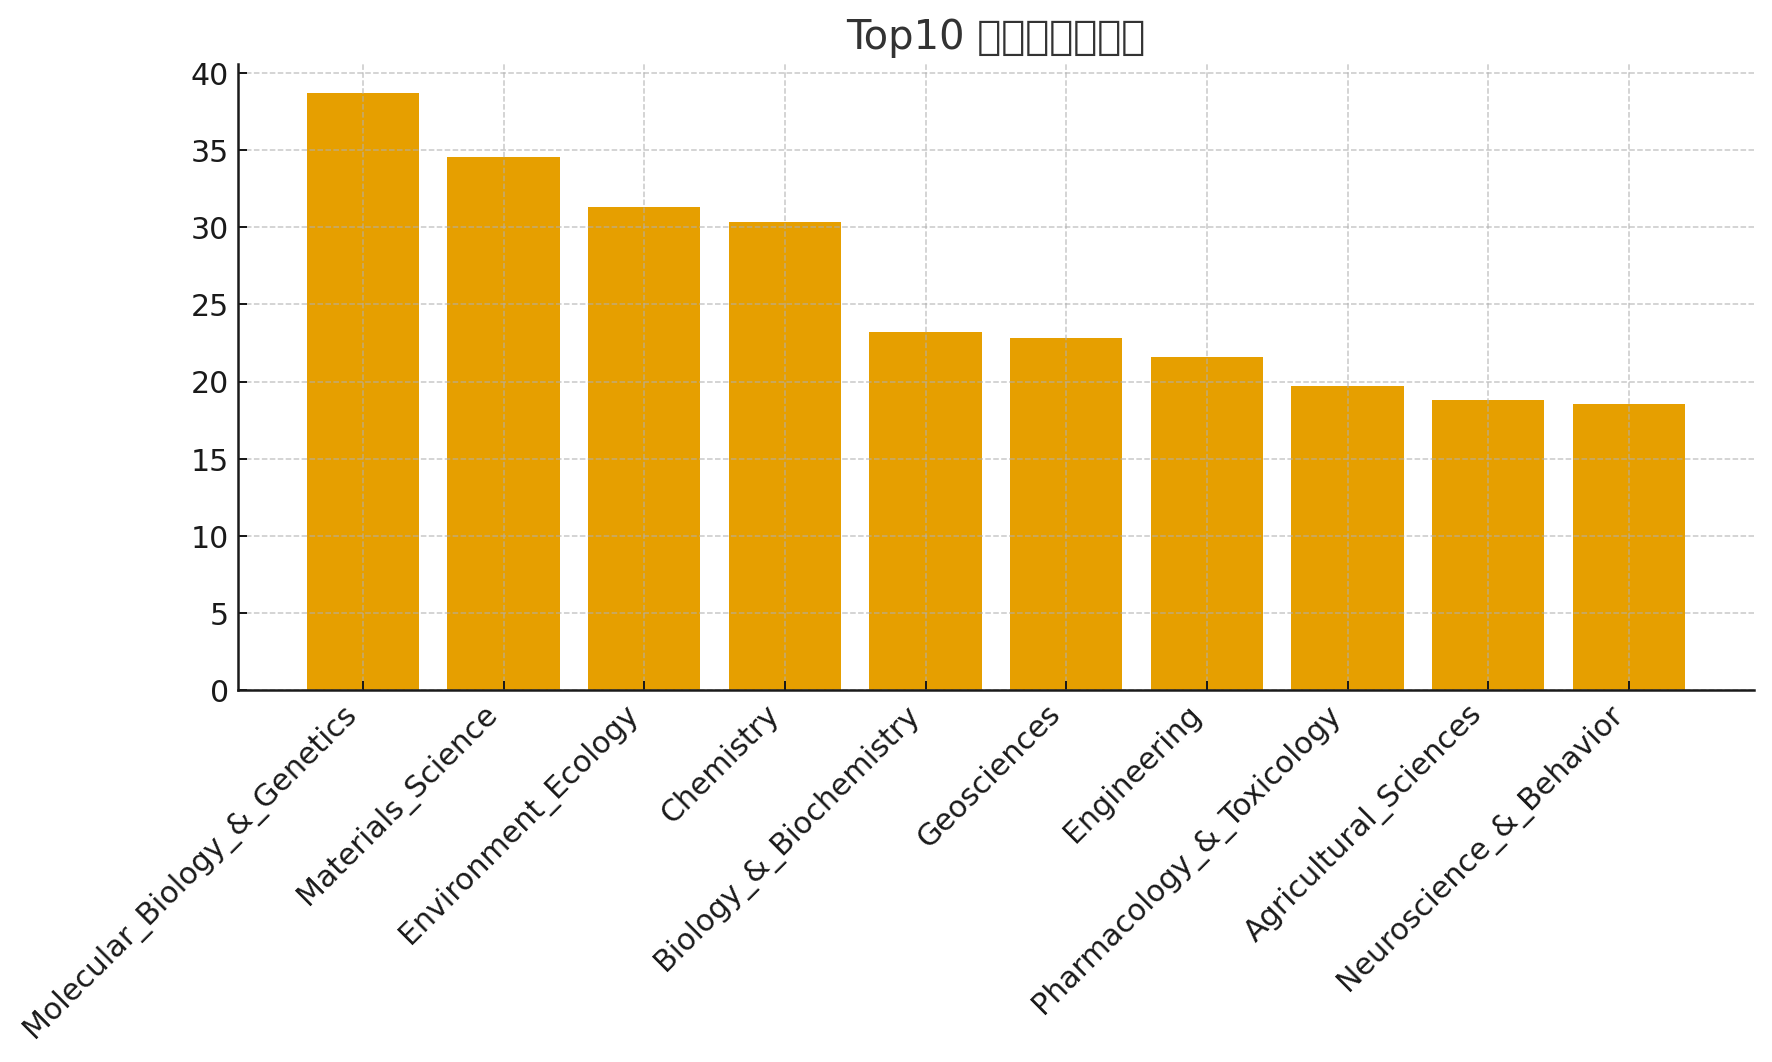 Top10
40
35
30
25
20
15
10
5
0
Molecular_Biology_&_Genetics
Materials_Science
Environment_Ecology
Chemistry
Biology_&_Biochemistry
Geosciences
Engineering
Pharmacology_&_Toxicology
Agricultural_Sciences
Neuroscience_&_Behavior